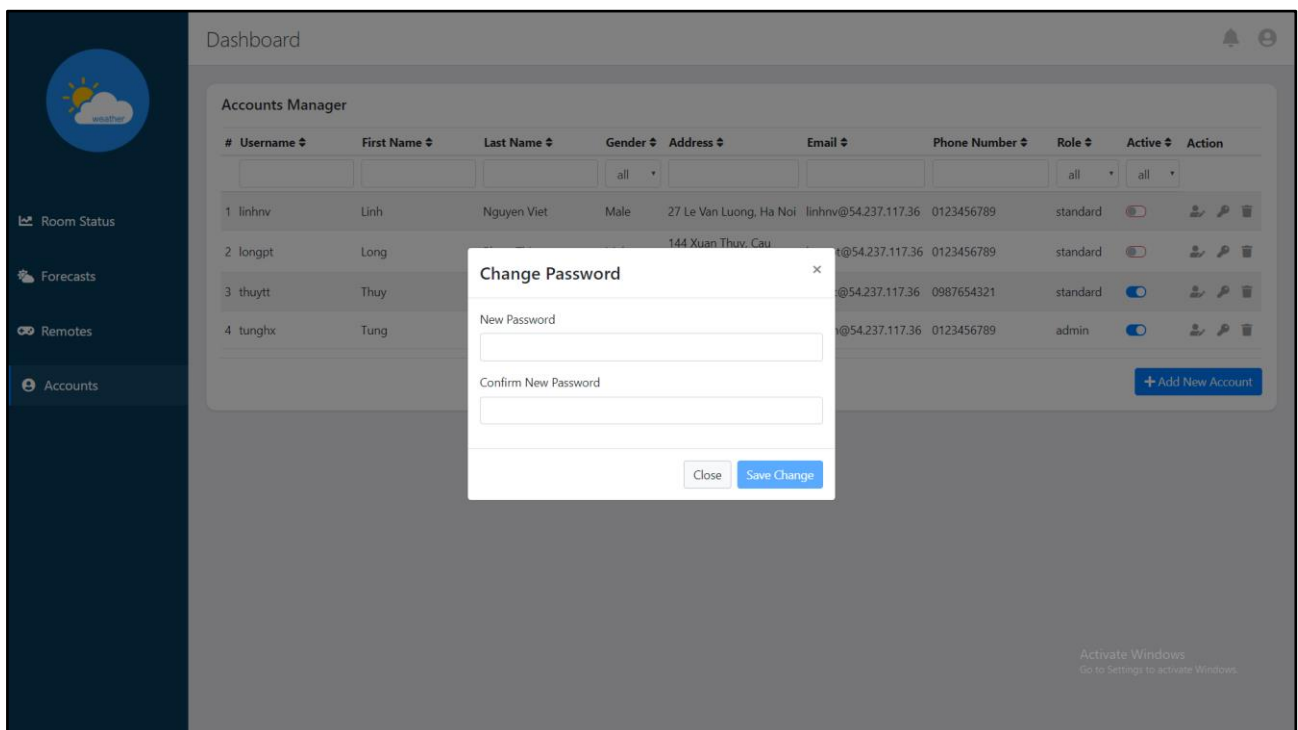 Dashboard
weather
Room Status
Forecasts
Remotes
Accounts
Accounts Manager
# Username First Name Last Name Gender Address Email Phone Number Role Active Action
all all all
1 linhnv Linh Nguyen Viet Male 27 Le Van Luong, Ha Noi linhnv@54.237.117.36 0123456789 standard
144 Xuan Thuy, Cau
2 longpt Long t@54.237.117.36 0123456789 standard
3 thuytt Thuy @54.237.117.36 0987654321 standard
4 tunghx Tung @54.237.117.36 0123456789 admin
+ Add New Account
Change Password ×
New Password
Confirm New Password
Close Save Change
Activate Windows
Go to Settings to activate Windows.